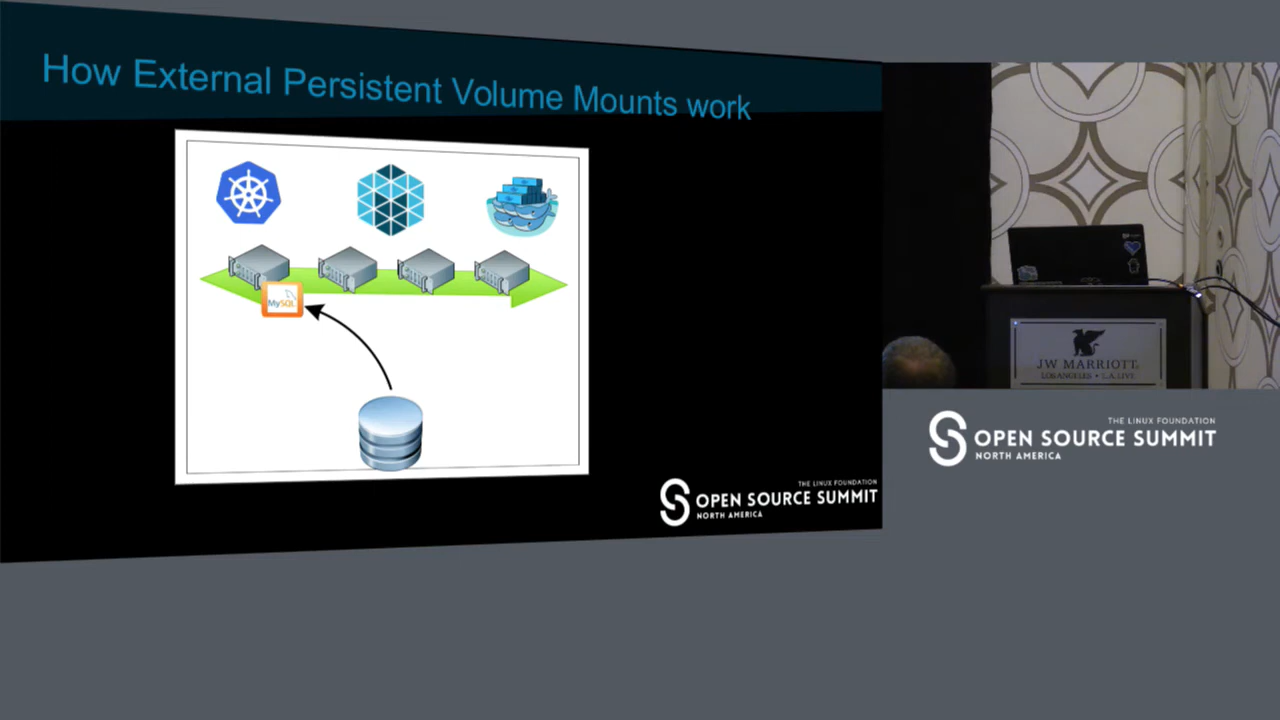 How External Persistent Volume Mounts work
MySQL
THE LINUX FOUNDATION
OPEN SOURCE SUMMIT
NORTH AMERICA
JW MARRIOTT
LOS ANGELES • L.A. LIVE
THE LINUX FOUNDATION
OPEN SOURCE SUMMIT
NORTH AMERICA